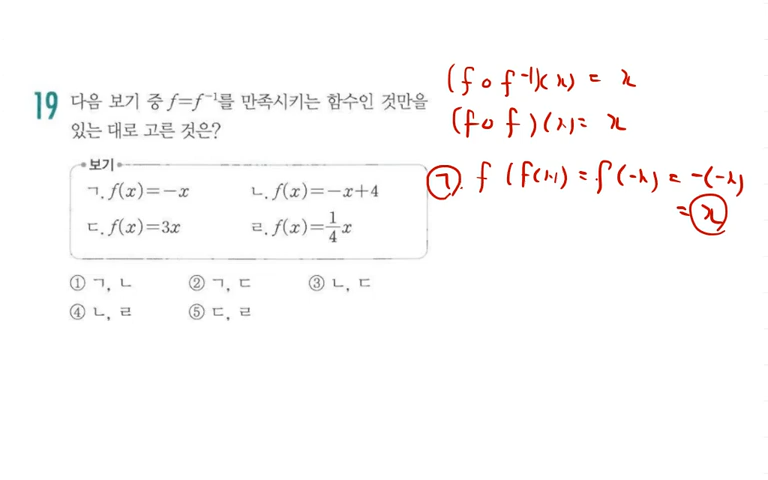 19 다음 보기 중 f=f⁻¹를 만족시키는 함수인 것만을
있는 대로 고른 것은?
보기
ㄱ. f(x)=-x ㄴ. f(x)=-x+4
ㄷ. f(x)=3x ㄹ. f(x)=1/4 x
① ㄱ, ㄴ ② ㄱ, ㄷ ③ ㄴ, ㄷ
④ ㄴ, ㄹ ⑤ ㄷ, ㄹ
(f o f⁻¹)(x) = x
(f o f)(x) = x
ㄱ. f(f(x)) = f(-x) = -(-x)
= x